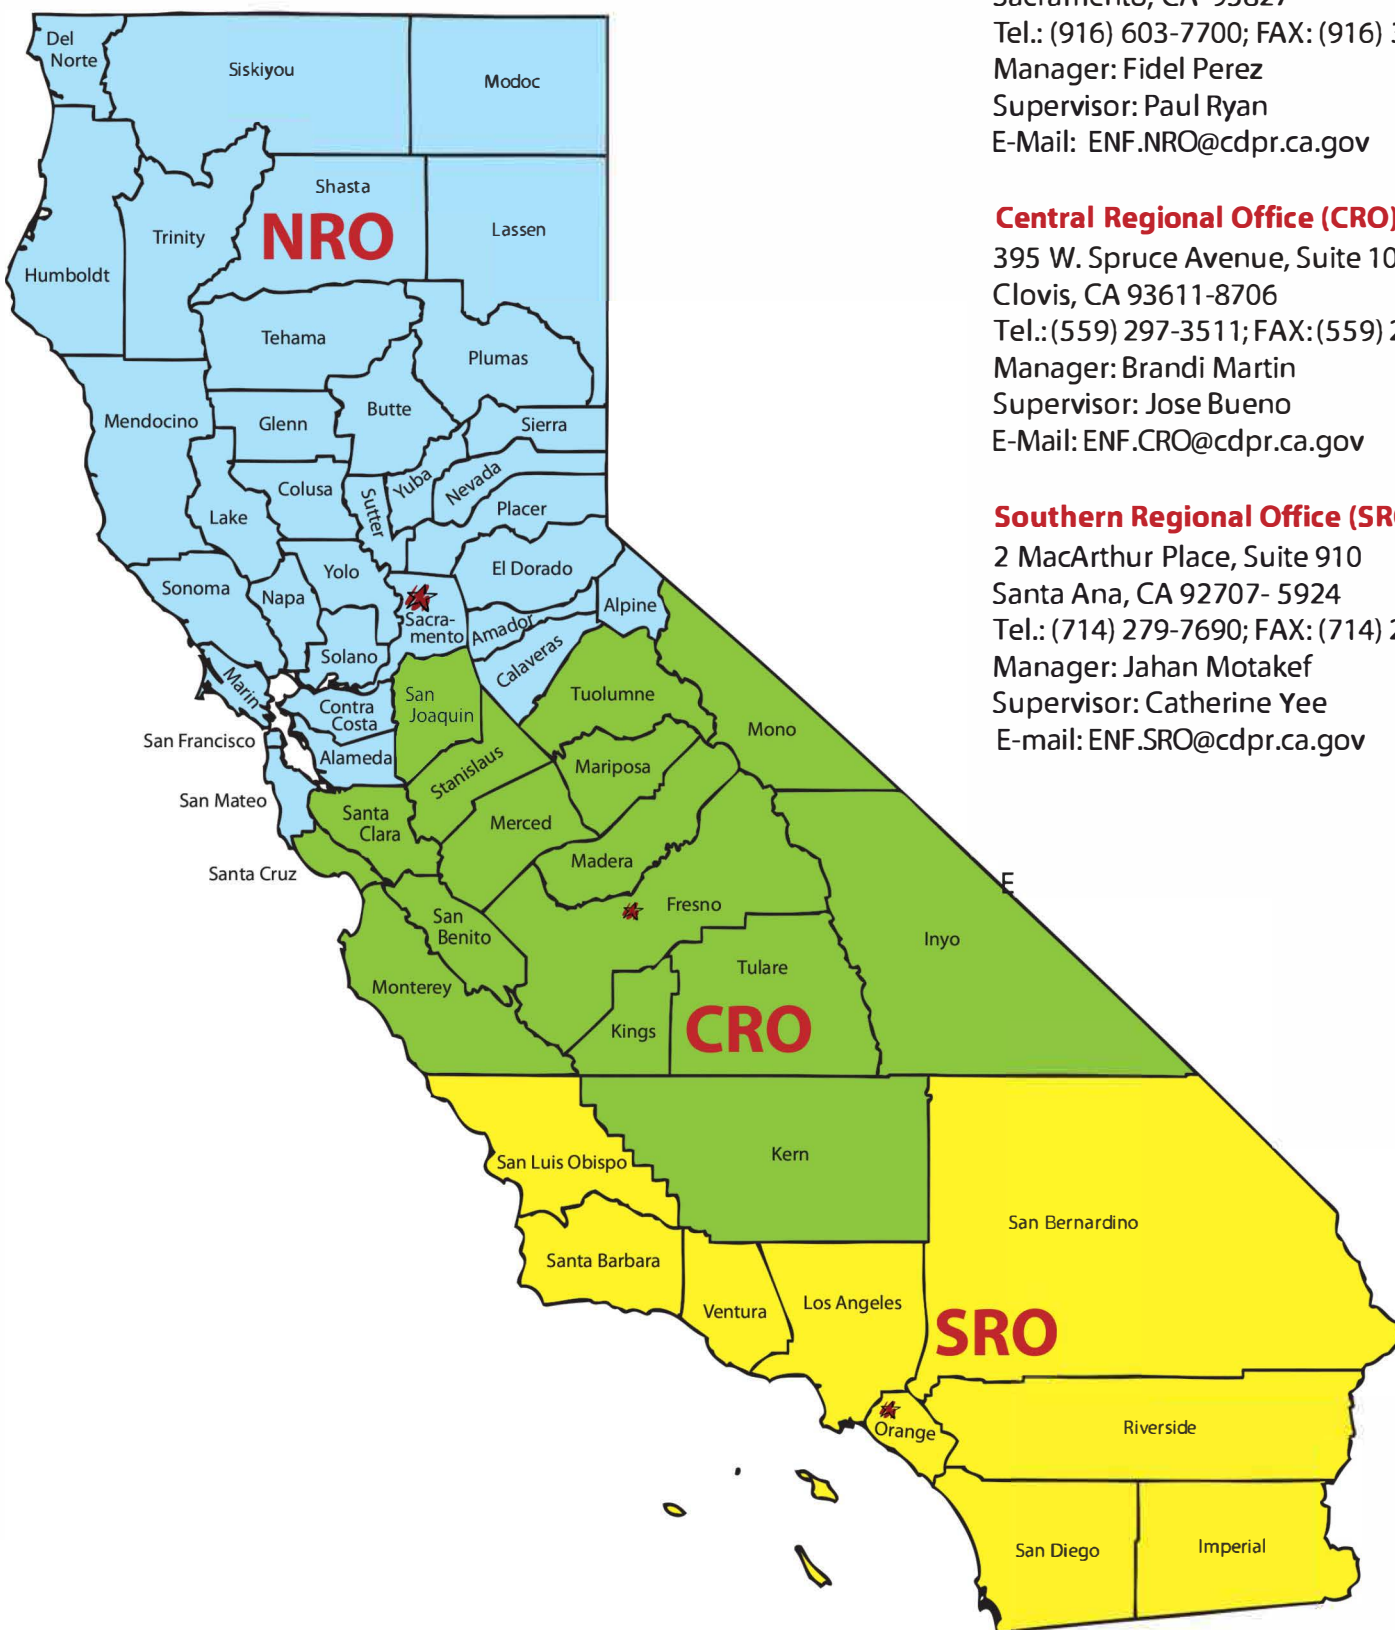 Sacramento, CA 95827
Tel.: (916) 603-7700; FAX: (916)
Manager: Fidel Perez
Supervisor: Paul Ryan
E-Mail: ENF.NRO@cdpr.ca.gov
Central Regional Office (CRO)
395 W. Spruce Avenue, Suite 10
Clovis, CA 93611-8706
Tel.: (559) 297-3511; FAX: (559) 2
Manager: Brandi Martin
Supervisor: Jose Bueno
E-Mail: ENF.CRO@cdpr.ca.gov
Southern Regional Office (SRO
2 MacArthur Place, Suite 910
Santa Ana, CA 92707- 5924
Tel.: (714) 279-7690; FAX: (714) 2
Manager: Jahan Motakef
Supervisor: Catherine Yee
E-mail: ENF.SRO@cdpr.ca.gov
Del
Norte
Siskiyou
Modoc
Shasta
NRO
Lassen
Trinity
Humboldt
Tehama
Plumas
Mendocino
Glenn
Butte
Sierra
Colusa
Sutter
Yuba
Nevada
Placer
Lake
Sonoma
Napa
Yolo
El Dorado
Alpine
Sacra-
mento
Amador
Calaveras
Solano
Marin
Contra
Costa
San
Joaquin
Tuolumne
Mono
San Francisco
Alameda
Stanislaus
Mariposa
San Mateo
Santa
Clara
Merced
Madera
Santa Cruz
E
Fresno
San
Benito
Inyo
Monterey
Tulare
Kings
CRO
Kern
San Luis Obispo
San Bernardino
Santa Barbara
Ventura
Los Angeles
SRO
Orange
Riverside
San Diego
Imperial